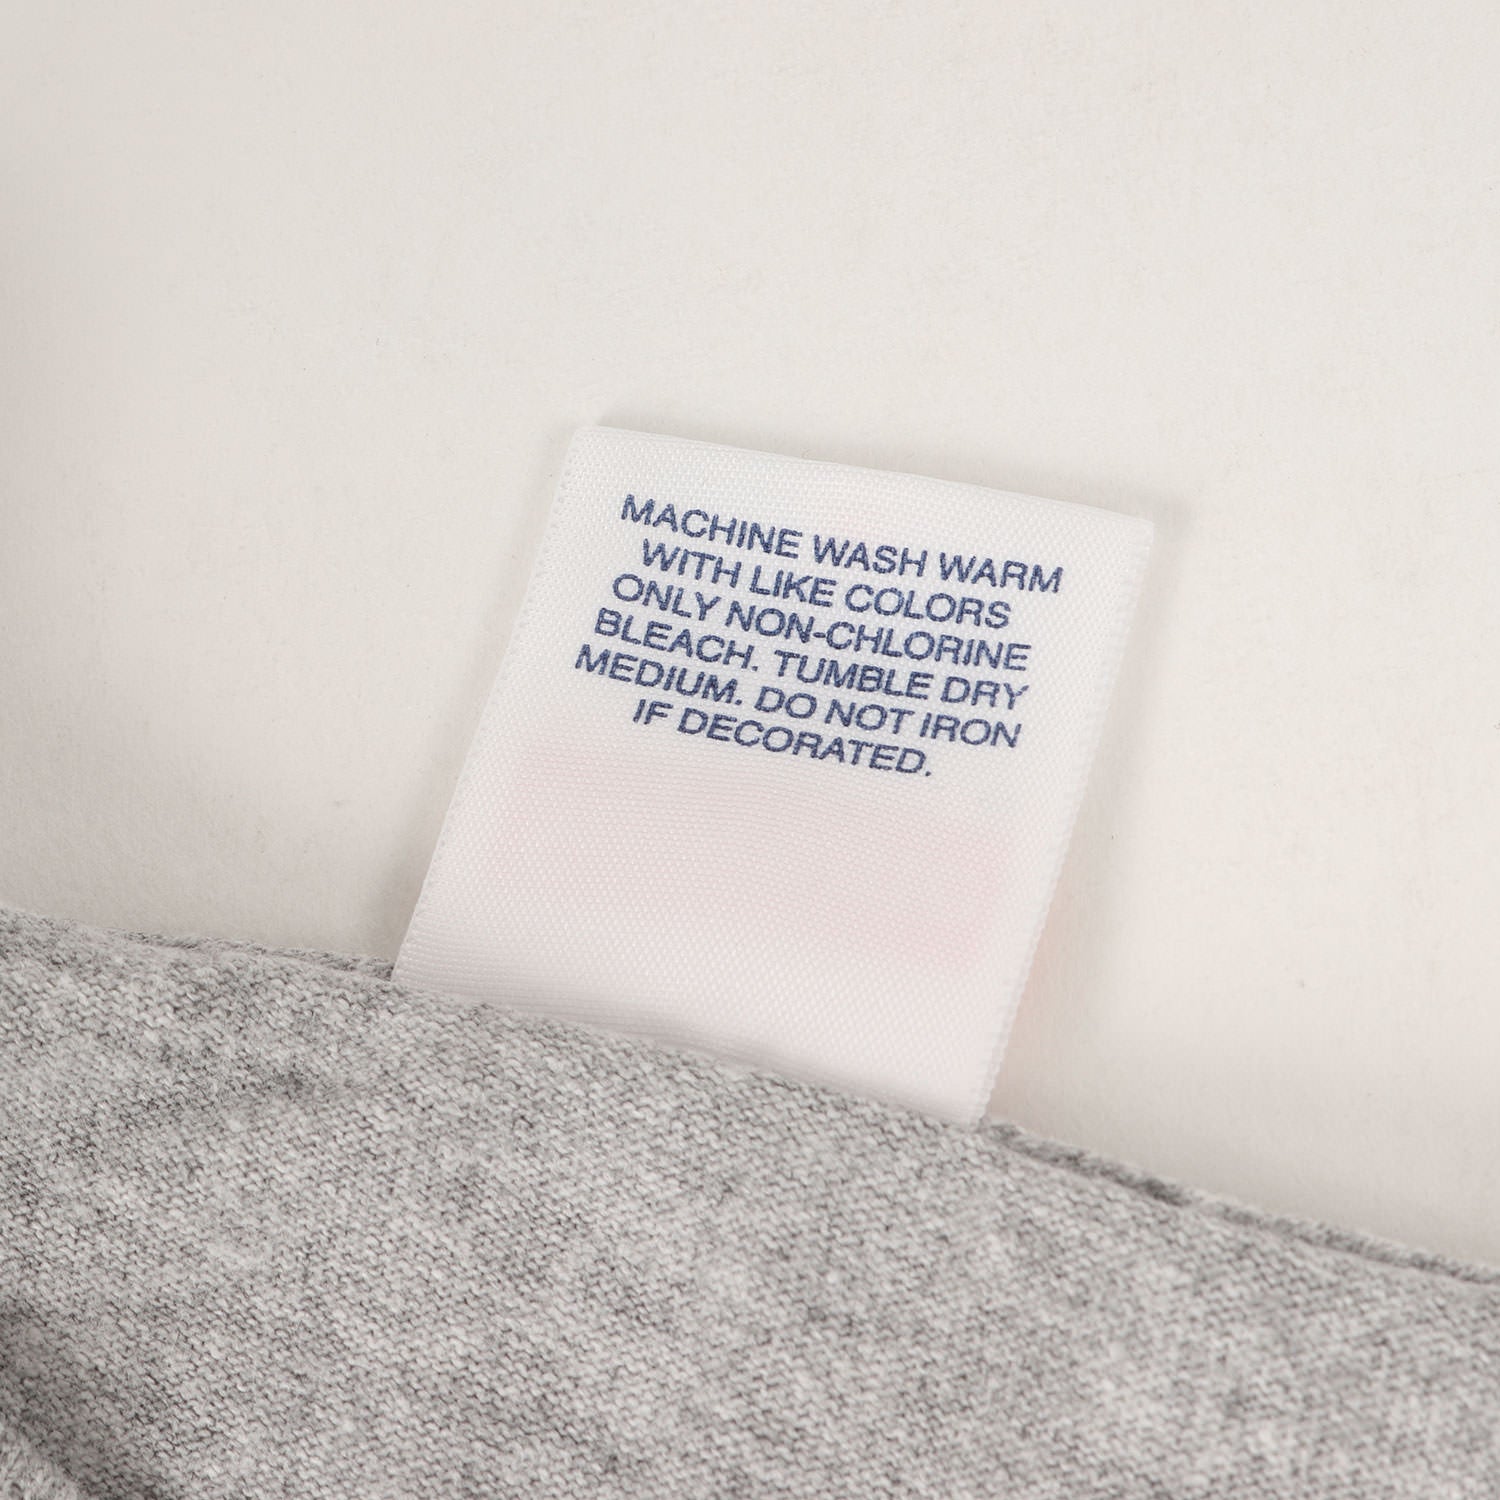 MACHINE WASH WARM
WITH LIKE COLORS
ONLY NON-CHLORINE
BLEACH. TUMBLE DRY
MEDIUM. DO NOT IRON
IF DECORATED.